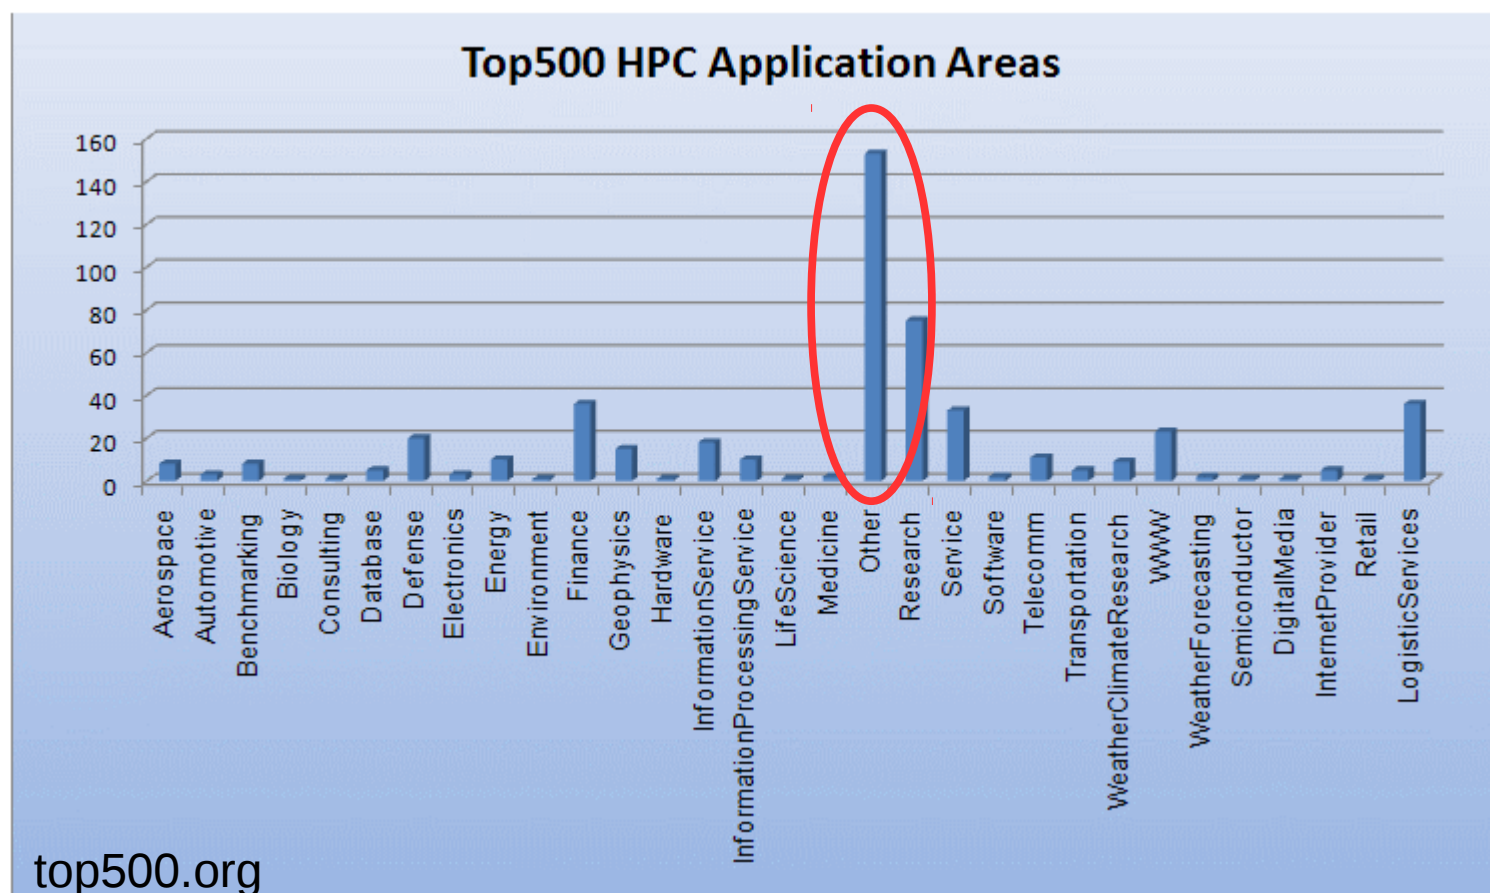 Top500 HPC Application Areas
160
140
120
100
80
60
40
20
0
Aerospace
Automotive
Benchmarking
Biology
Consulting
Database
Defense
Electronics
Energy
Environment
Finance
Geophysics
Hardware
InformationService
InformationProcessingService
LifeScience
Medicine
Other
Research
Service
Software
Telecomm
Transportation
WeatherClimateResearch
WWW
WeatherForecasting
Semiconductor
DigitalMedia
InternetProvider
Retail
LogisticServices
top500.org